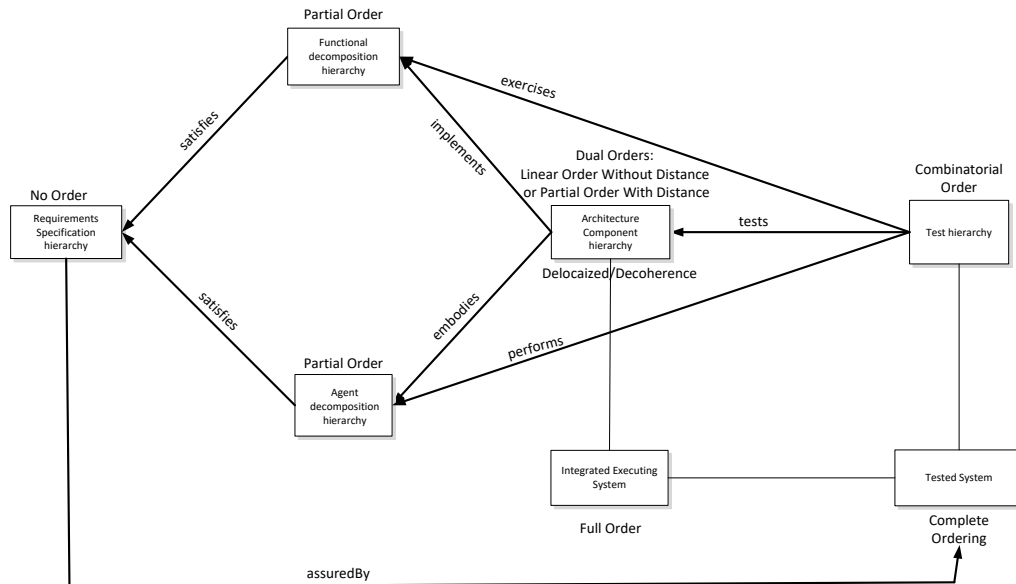 Partial Order
Functional
decomposition
hierarchy
exercises
satisfies
implements
Dual Orders:
Linear Order Without Distance
or Partial Order With Distance
Combinatorial
Order
No Order
Requirements
Specification
hierarchy
Architecture
Component
hierarchy
tests
Test hierarchy
Delocaized/Decoherence
satisfies
embodies
performs
Partial Order
Agent
decomposition
hierarchy
Integrated Executing
System
Tested System
Full Order
Complete
Ordering
assuredBy